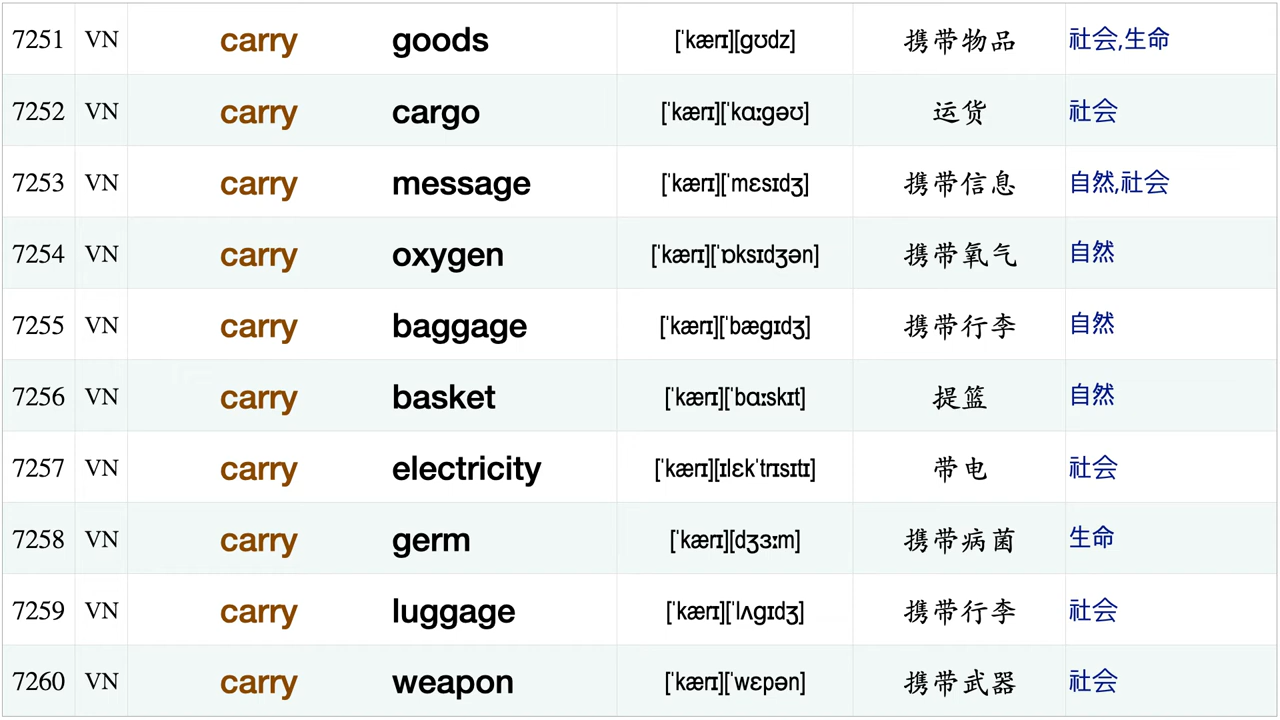 7251 VN carry goods [ˈkærɪ][ɡʊdz] 携带物品 社会,生命
7252 VN carry cargo [ˈkærɪ][ˈkɑːɡəʊ] 运货 社会
7253 VN carry message [ˈkærɪ][ˈmɛsɪdʒ] 携带信息 自然,社会
7254 VN carry oxygen [ˈkærɪ][ˈɒksɪdʒən] 携带氧气 自然
7255 VN carry baggage [ˈkærɪ][ˈbæɡɪdʒ] 携带行李 自然
7256 VN carry basket [ˈkærɪ][ˈbɑːskɪt] 提篮 自然
7257 VN carry electricity [ˈkærɪ][ɪlɛkˈtrɪsɪtɪ] 带电 社会
7258 VN carry germ [ˈkærɪ][dʒɜːm] 携带病菌 生命
7259 VN carry luggage [ˈkærɪ][ˈlʌɡɪdʒ] 携带行李 社会
7260 VN carry weapon [ˈkærɪ][ˈwɛpən] 携带武器 社会